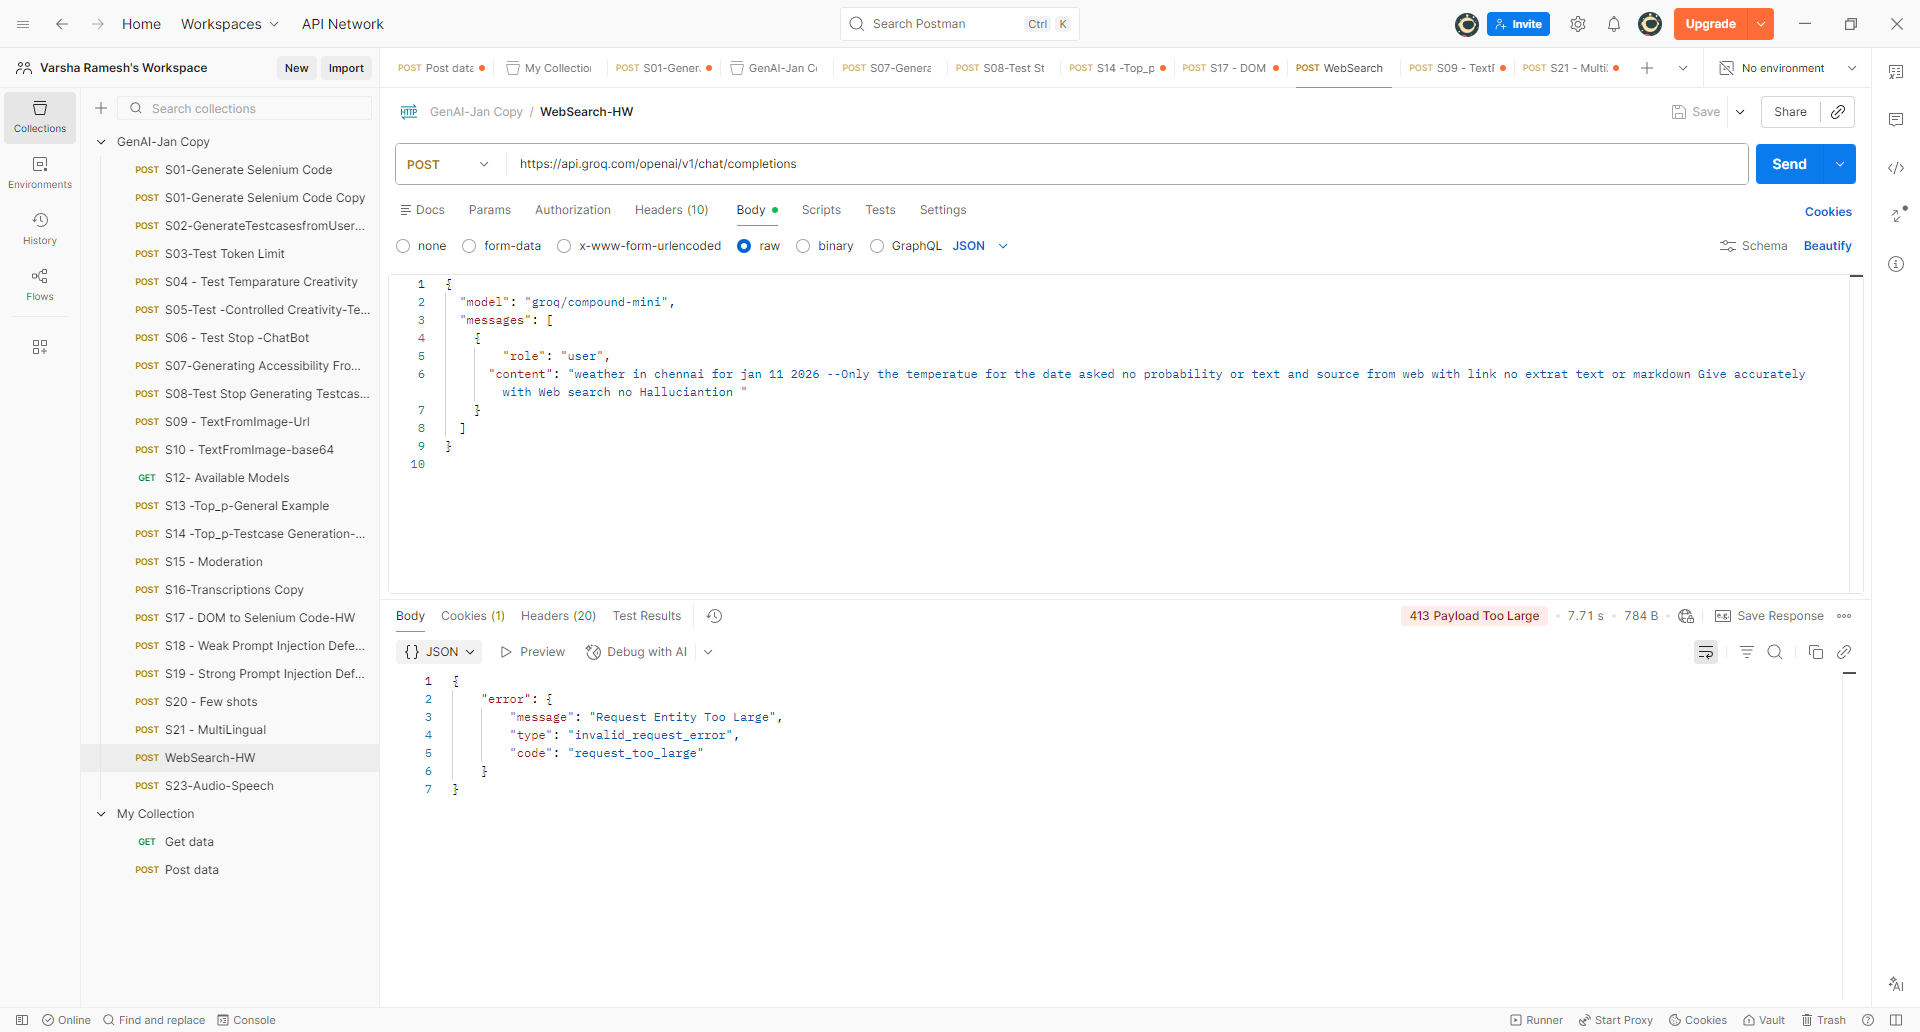 Home
Workspaces
API Network
Search Postman
Ctrl
K
Invite
Upgrade
Varsha Ramesh's Workspace
New
Import
POST Post data
My Collection
POST S01-Gener.
GenAI-Jan Co
POST S07-Genera
POST S08-Test St
POST S14 -Top_p
POST S17 - DOM
POST WebSearch
POST S09 - Text
POST S21 - Multi
No environment
Collections
Environments
History
Flows
Search collections
GenAI-Jan Copy
POST S01-Generate Selenium Code
POST S01-Generate Selenium Code Copy
POST S02-GenerateTestcasesfromUser...
POST S03-Test Token Limit
POST S04 - Test Temparature Creativity
POST S05-Test -Controlled Creativity-Te...
POST S06 - Test Stop -ChatBot
POST S07-Generating Accessibility Fro...
POST S08-Test Stop Generating Testcas...
POST S09 - TextFromImage-Url
POST S10 - TextFromImage-base64
GET S12- Available Models
POST S13 -Top_p-General Example
POST S14 -Top_p-Testcase Generation-...
POST S15 - Moderation
POST S16-Transcriptions Copy
POST S17 - DOM to Selenium Code-HW
POST S18 - Weak Prompt Injection Defe...
POST S19 - Strong Prompt Injection Def...
POST S20 - Few shots
POST S21 - MultiLingual
POST WebSearch-HW
POST S23-Audio-Speech
My Collection
GET Get data
POST Post data
HTTP GenAI-Jan Copy / WebSearch-HW
Save
Share
POST
https://api.groq.com/openai/v1/chat/completions
Send
Docs
Params
Authorization
Headers (10)
Body
Scripts
Tests
Settings
Cookies
none
form-data
x-www-form-urlencoded
raw
binary
GraphQL
JSON
Schema
Beautify
1 {
2 "model": "groq/compound-mini",
3 "messages": [
4 {
5 "role": "user",
6 "content": "weather in chennai for jan 11 2026 --Only the temperatue for the date asked no probability or text and source from web with link no extrat text or markdown Give accurately
with Web search no Halluciantion "
7 }
8 ]
9 }
10
Body
Cookies (1)
Headers (20)
Test Results
413 Payload Too Large
7.71 s
784 B
e.g.
Save Response
{} JSON
Preview
Debug with AI
1 {
2 "error": {
3 "message": "Request Entity Too Large",
4 "type": "invalid_request_error",
5 "code": "request_too_large"
6 }
7 }
AI
Online
Find and replace
Console
Runner
Start Proxy
Cookies
Vault
Trash